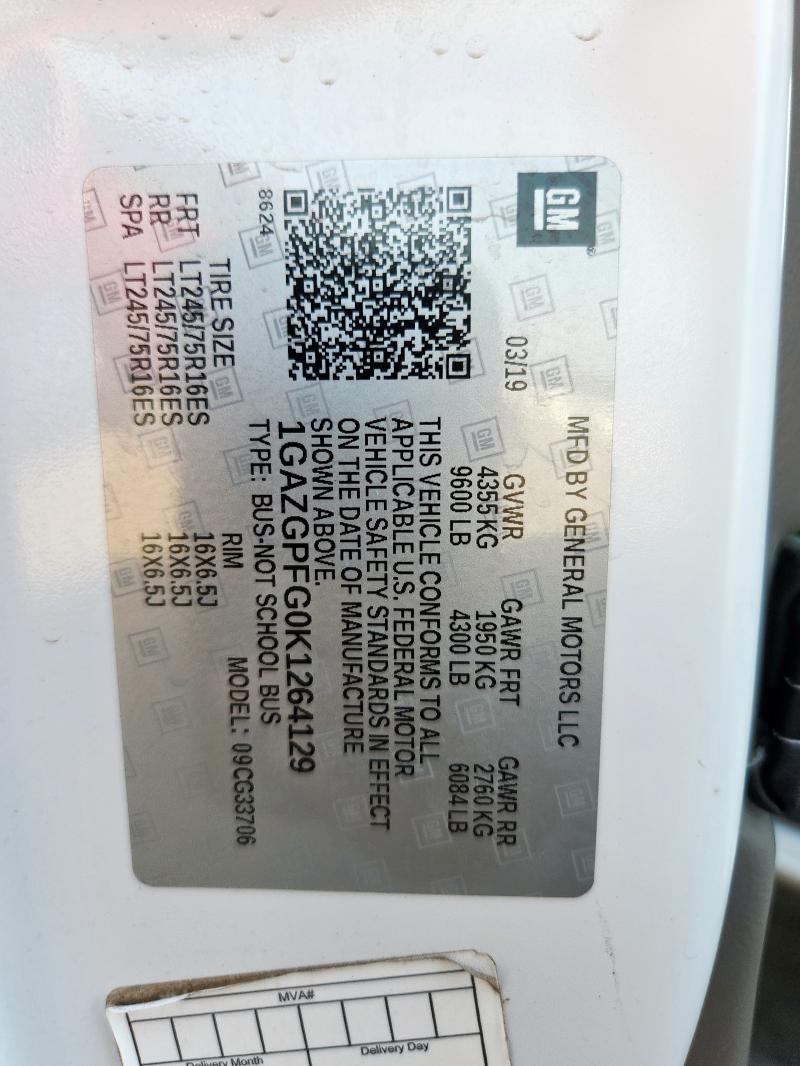 GM
MFD BY GENERAL MOTORS LLC
03/19
GVWR GAWR FRT GAWR RR
4355 KG 1950 KG 2760 KG
9600 LB 4300 LB 6084 LB
THIS VEHICLE CONFORMS TO ALL
APPLICABLE U.S. FEDERAL MOTOR
VEHICLE SAFETY STANDARDS IN EFFECT
ON THE DATE OF MANUFACTURE
SHOWN ABOVE.
8624
1GAZGPFG0K1264129
TYPE: BUS-NOT SCHOOL BUS
MODEL: 09CG33706
TIRE SIZE RIM
FRT LT245/75R16ES 16X6.5J
RR LT245/75R16ES 16X6.5J
SPA LT245/75R16ES 16X6.5J
MVA#
Delivery Month Delivery Day